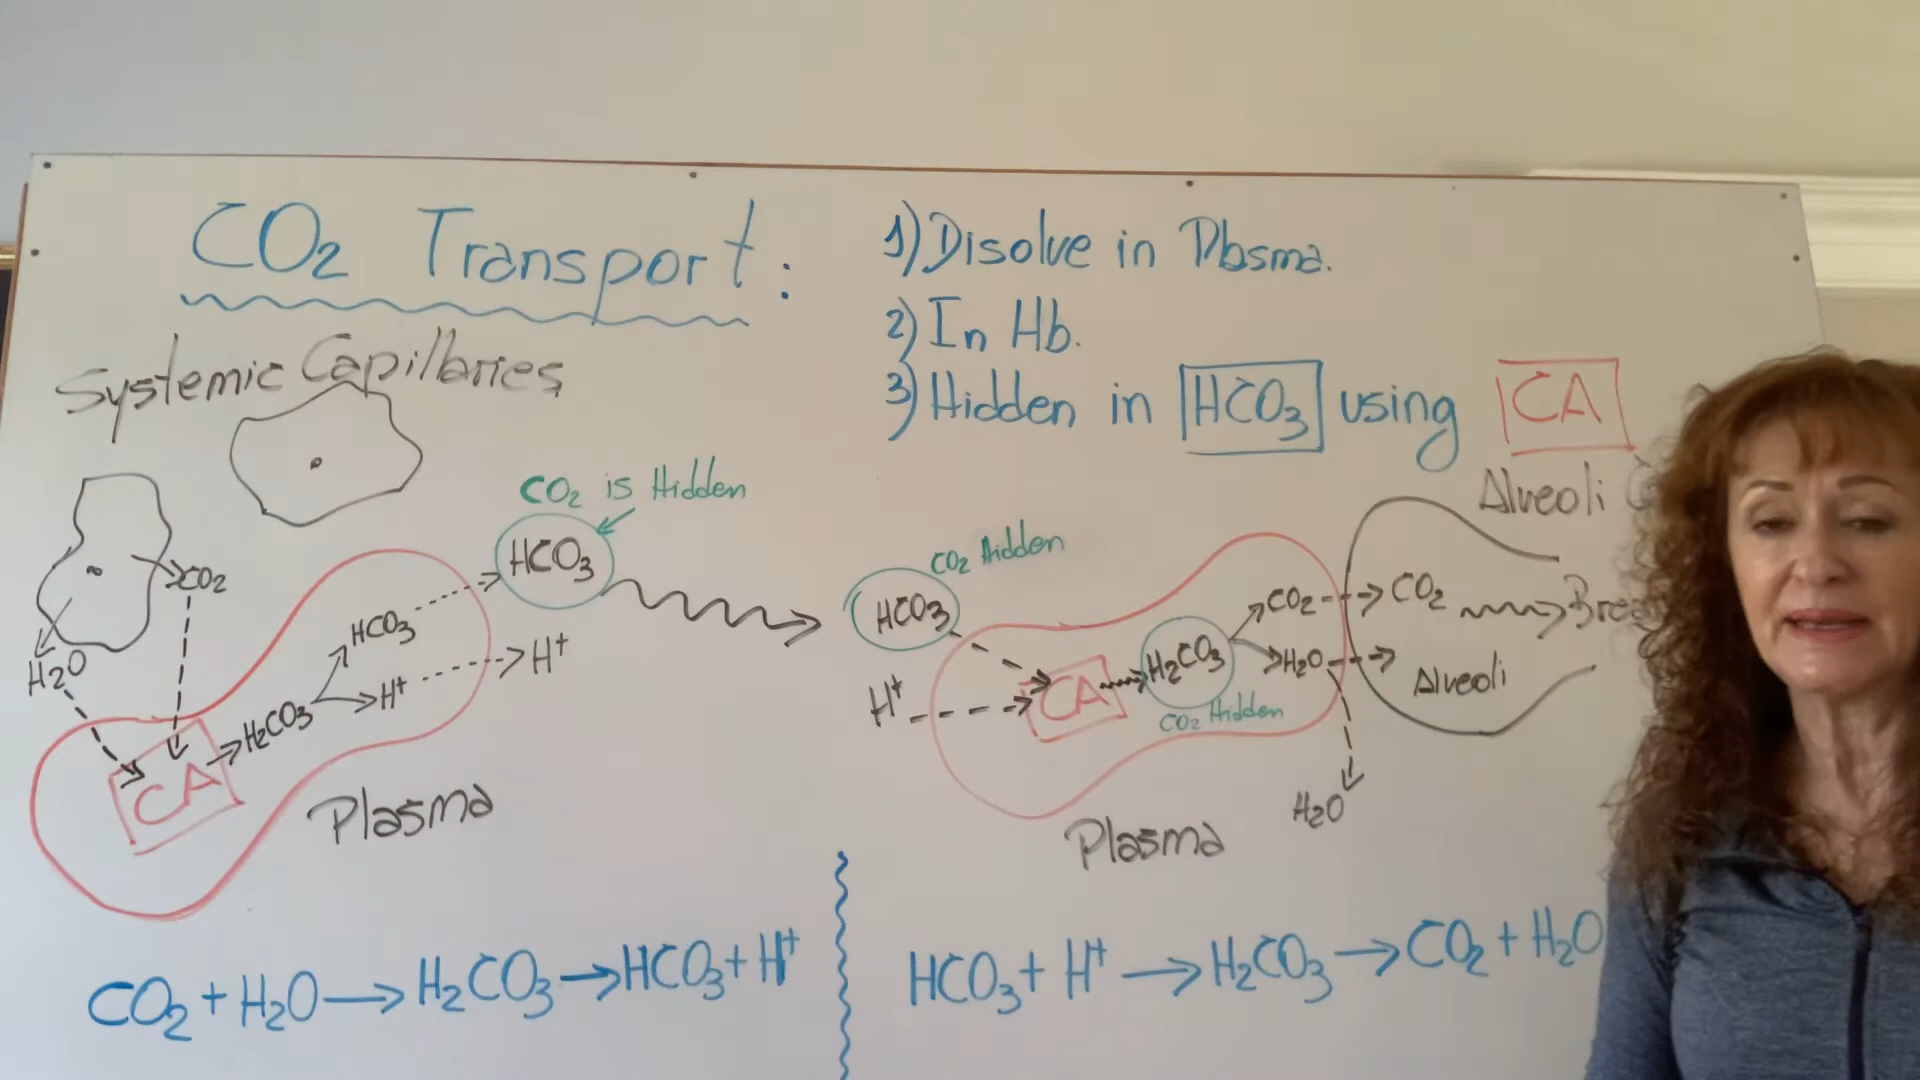 CO2 Transport:
1) Disolve in Plasma.
2) In Hb.
3) Hidden in HCO3 using CA
Systemic Capillaries
CO2 is Hidden
HCO3
CO2
H2O
CA
H2CO3
HCO3
H+
H+
Plasma
Alveoli
CO2 Hidden
HCO3
H+
CA
H2CO3
CO2 Hidden
CO2
H2O
CO2
Alveoli
H2O
Plasma
CO2 + H2O → H2CO3 → HCO3 + H+
HCO3 + H+ → H2CO3 → CO2 + H2O